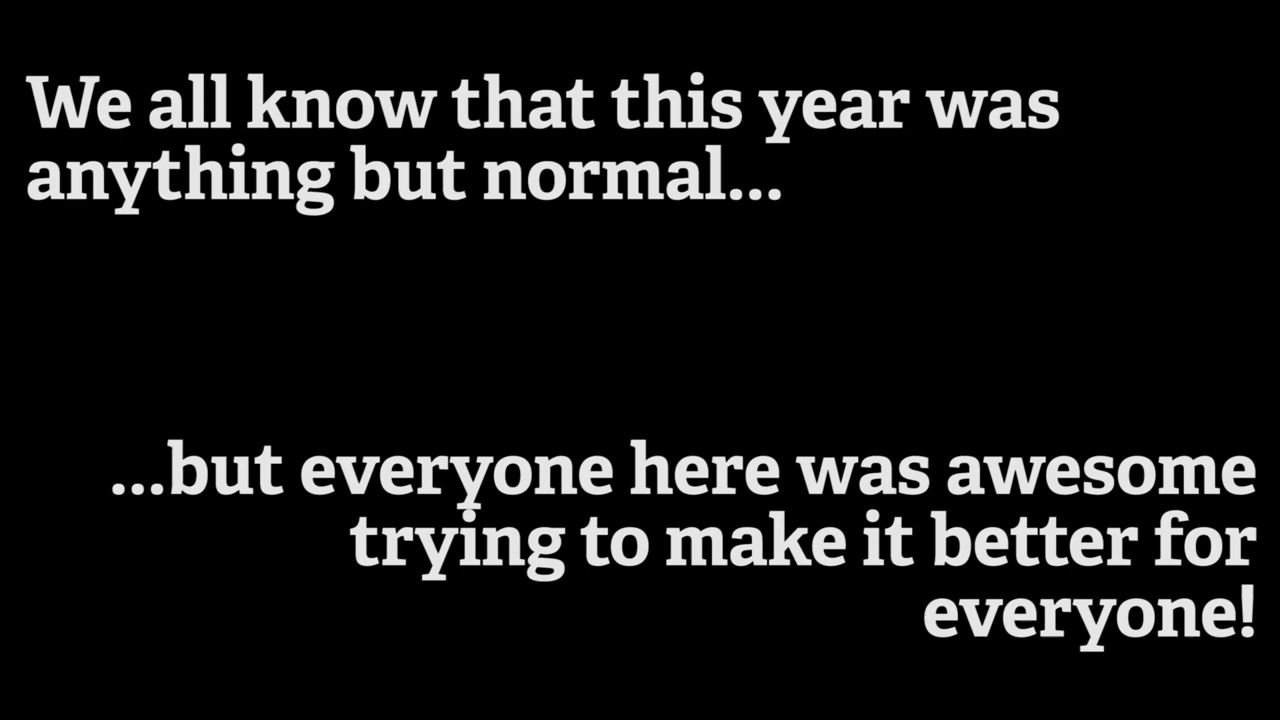 We all know that this year was
anything but normal...
...but everyone here was awesome
trying to make it better for
everyone!